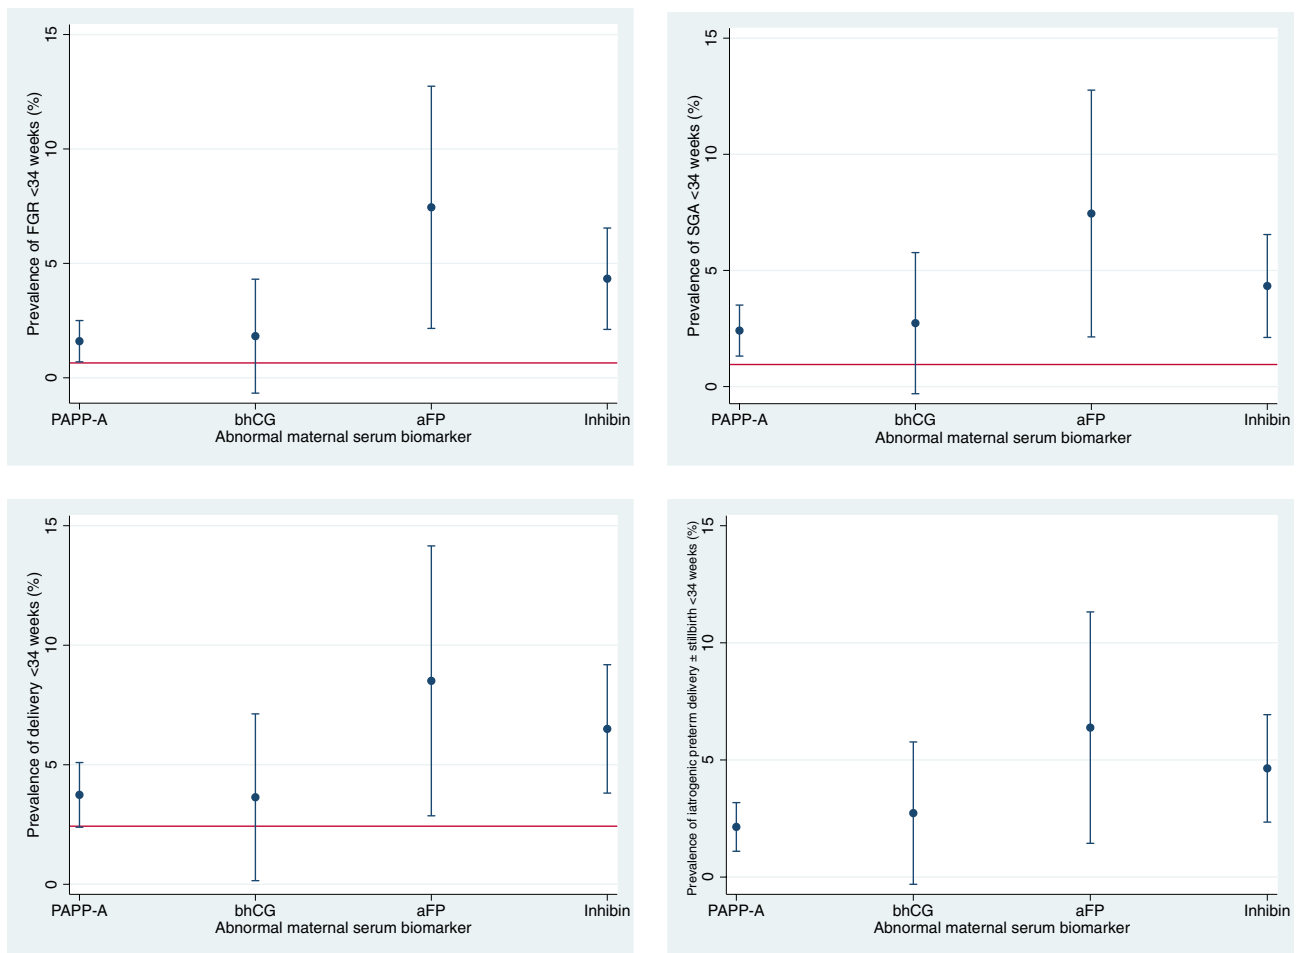 Prevalence of FGR <34 weeks (%)
15
10
5
0
PAPP-A bhCG aFP Inhibin
Abnormal maternal serum biomarker
Prevalence of SGA <34 weeks (%)
15
10
5
0
PAPP-A bhCG aFP Inhibin
Abnormal maternal serum biomarker
Prevalence of delivery <34 weeks (%)
15
10
5
0
PAPP-A bhCG aFP Inhibin
Abnormal maternal serum biomarker
Prevalence of iatrogenic preterm delivery ± stillbirth <34 weeks (%)
15
10
5
0
PAPP-A bhCG aFP Inhibin
Abnormal maternal serum biomarker